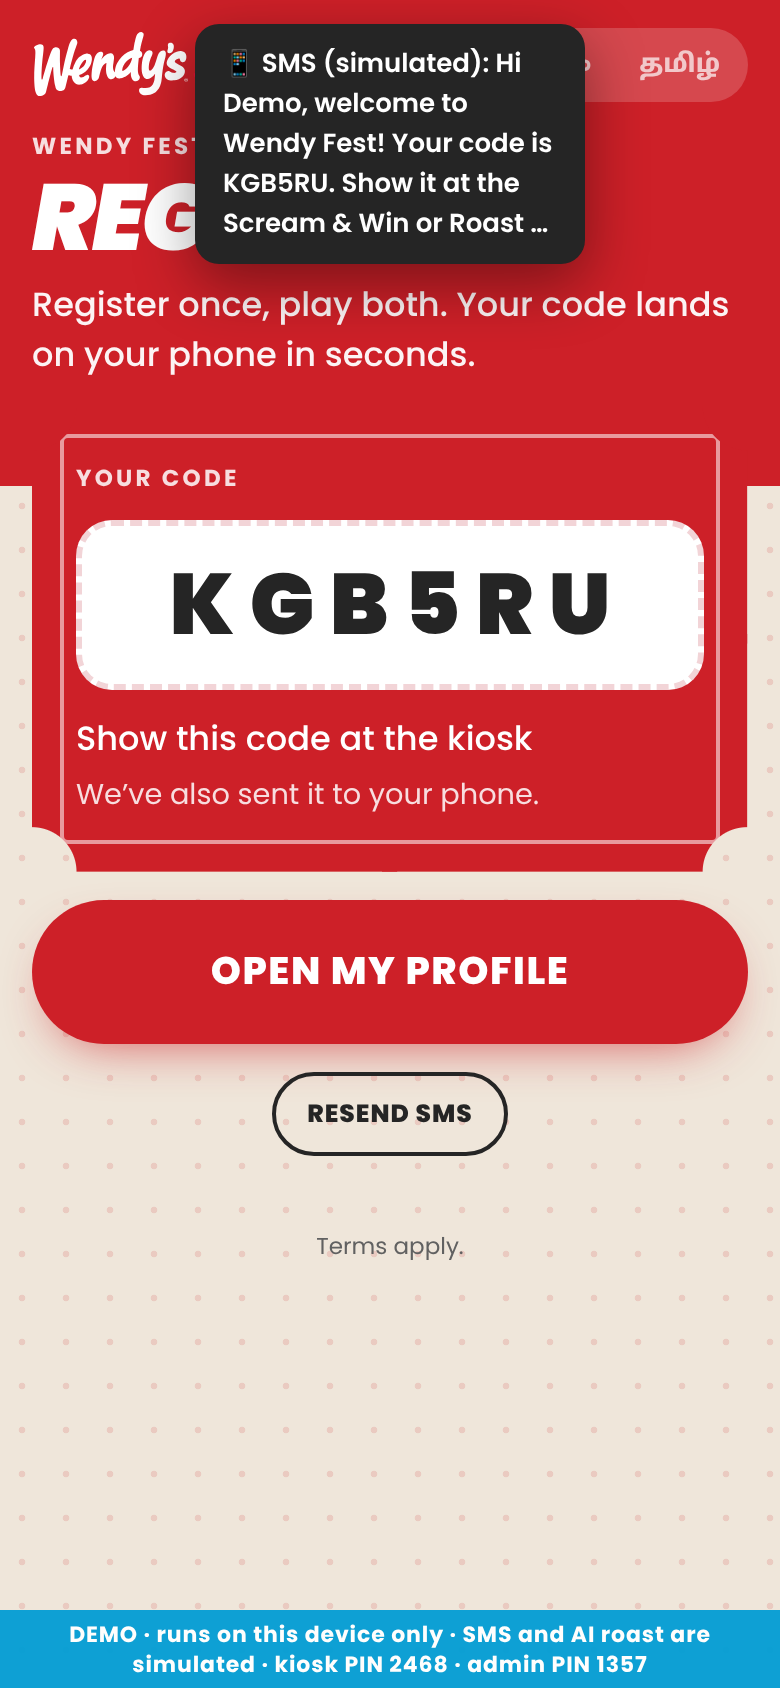 Wendy's
தமிழ்
📱 SMS (simulated): Hi
Demo, welcome to
Wendy Fest! Your code is
KGB5RU. Show it at the
Scream & Win or Roast ...
WENDY FEST
REG
Register once, play both. Your code lands
on your phone in seconds.
YOUR CODE
KGB5RU
Show this code at the kiosk
We’ve also sent it to your phone.
OPEN MY PROFILE
RESEND SMS
Terms apply.
DEMO · runs on this device only · SMS and AI roast are
simulated · kiosk PIN 2468 · admin PIN 1357